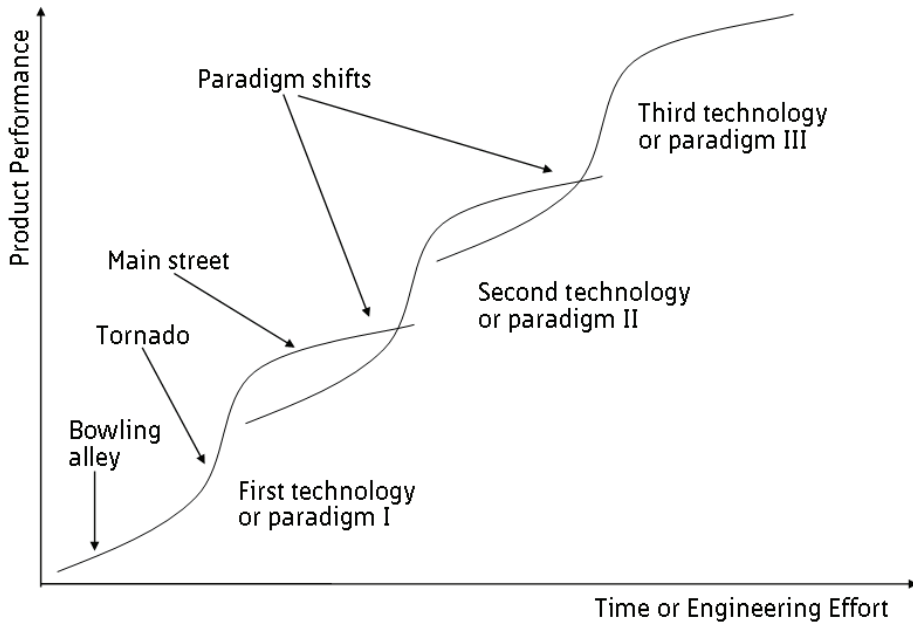 Product Performance
Paradigm shifts
Third technology
or paradigm III
Main street
Second technology
or paradigm II
Tornado
Bowling
alley
First technology
or paradigm I
Time or Engineering Effort